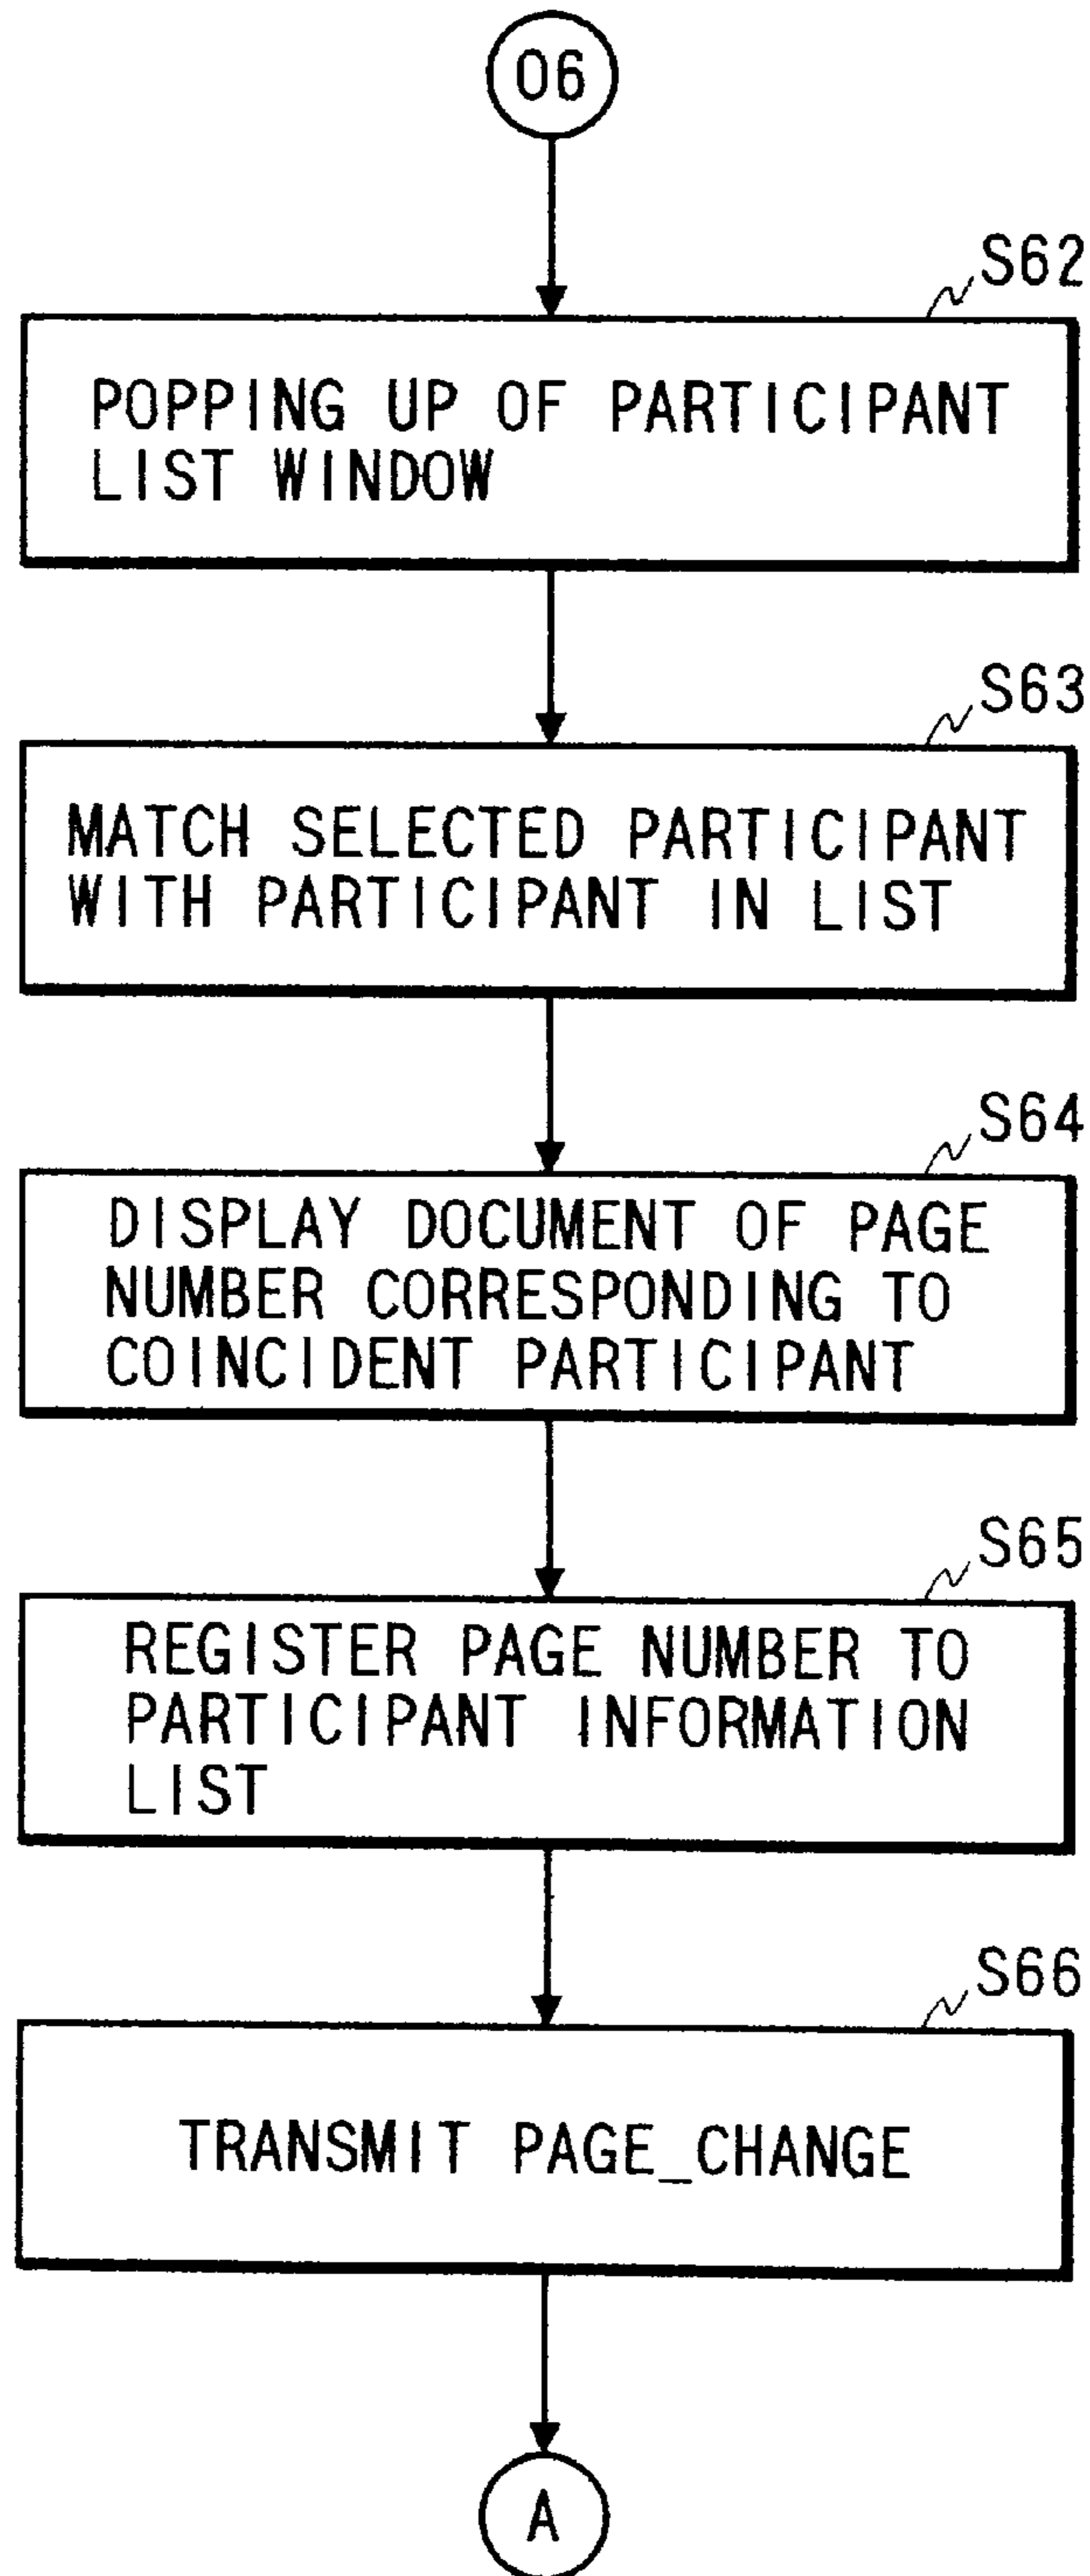 06
S62
POPPING UP OF PARTICIPANT
LIST WINDOW
S63
MATCH SELECTED PARTICIPANT
WITH PARTICIPANT IN LIST
S64
DISPLAY DOCUMENT OF PAGE
NUMBER CORRESPONDING TO
COINCIDENT PARTICIPANT
S65
REGISTER PAGE NUMBER TO
PARTICIPANT INFORMATION
LIST
S66
TRANSMIT PAGE_CHANGE
A